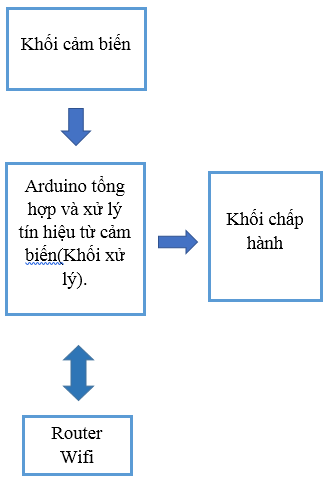 Khối cảm biến
Arduino tổng
hợp và xử lý
tín hiệu từ cảm
biến(Khối xử
lý).
Khối chấp
hành
Router
Wifi